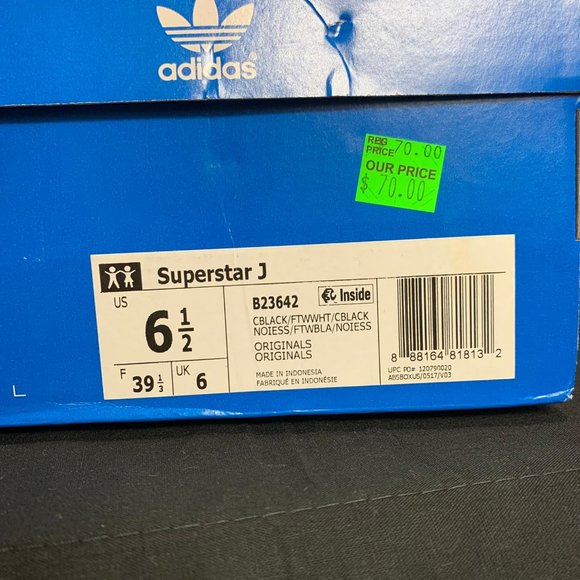 adidas
REG PRICE $ 70.00
OUR PRICE
$ 70.00
Superstar J
US
6 1/2
F 39 1/3
UK 6
B23642
Inside
CBLACK/FTWWHT/CBLACK
NOIESS/FTWBLA/NOIESS
ORIGINALS
ORIGINALS
MADE IN INDONESIA
FABRIQUÉ EN INDONÉSIE
8 88164 81813 2
UPC PO# 120790020
ABSBOXUS/0517/V03
L